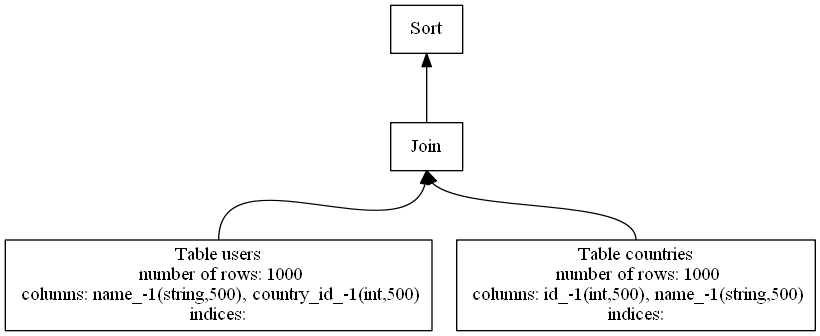 Sort
Join
Table users
number of rows: 1000
columns: name_-1(string,500), country_id_-1(int,500)
indices:
Table countries
number of rows: 1000
columns: id_-1(int,500), name_-1(string,500)
indices: